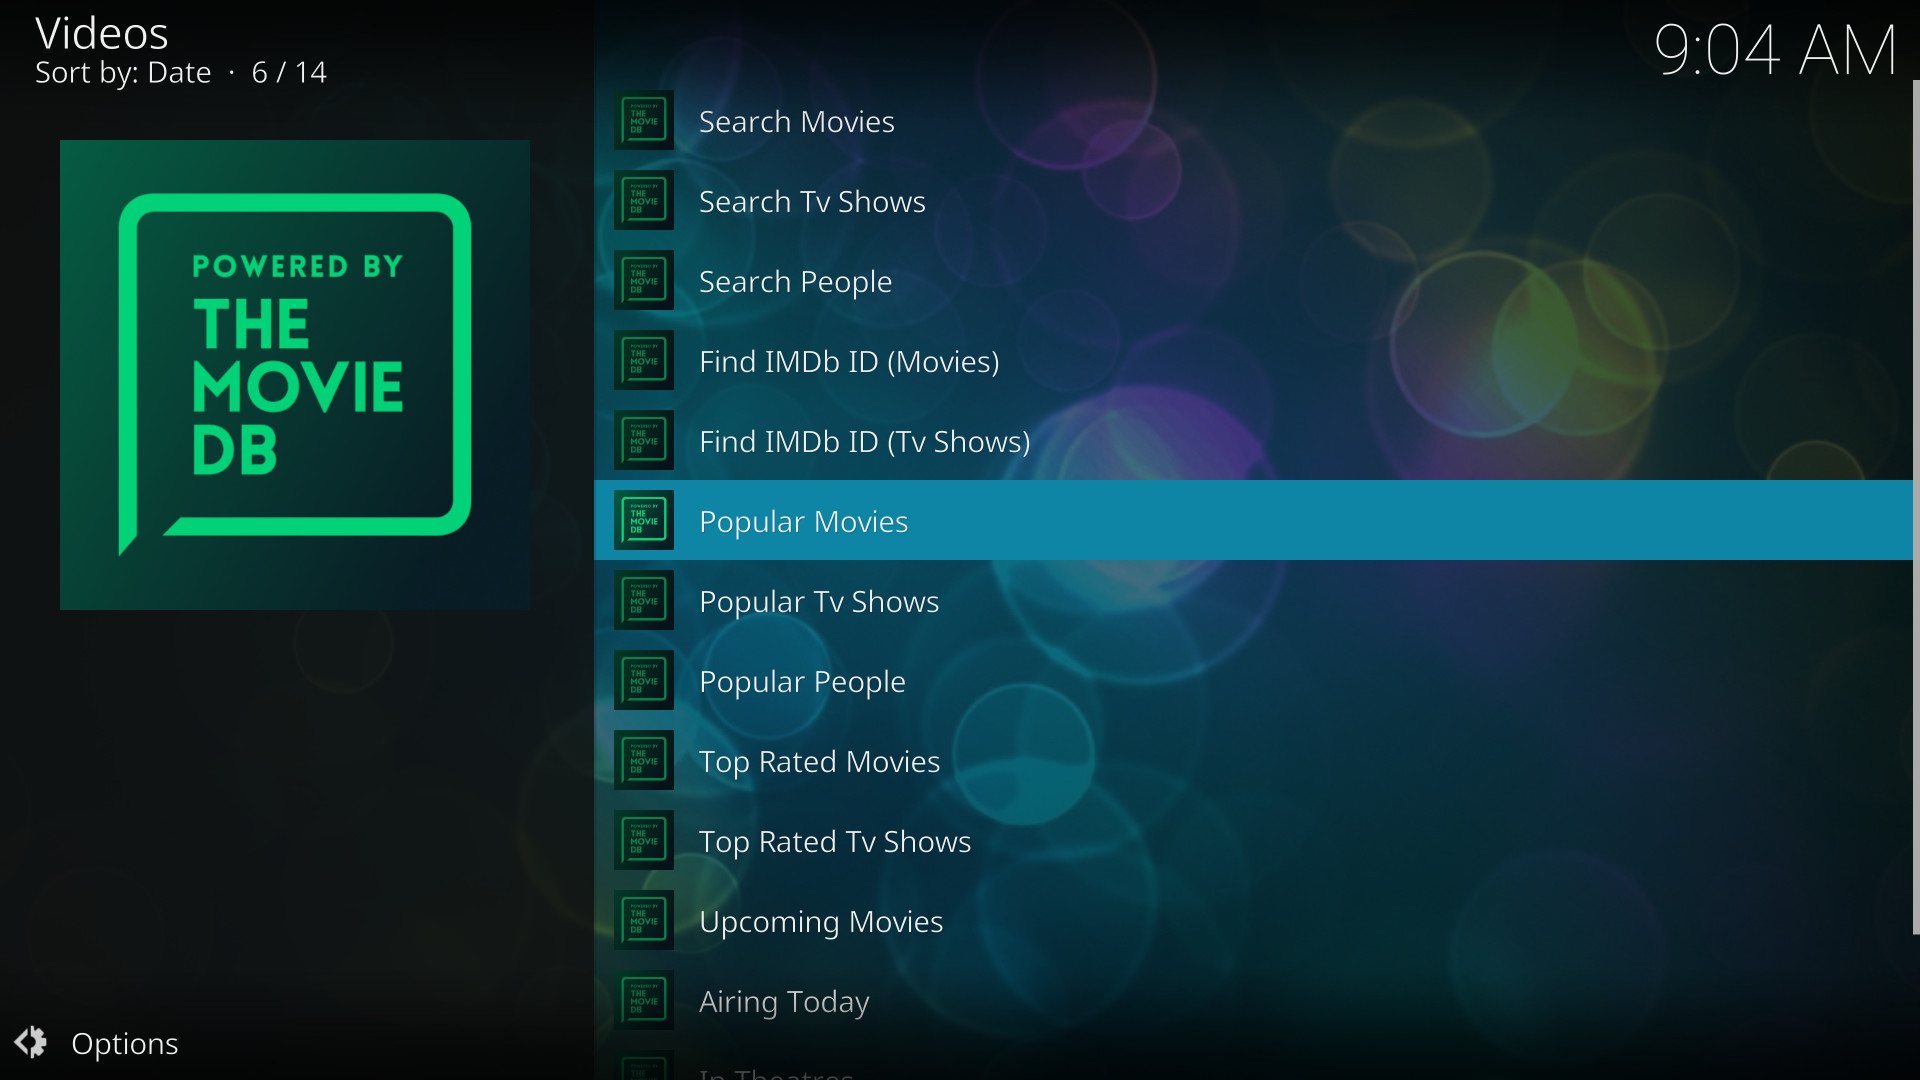 Videos
Sort by: Date · 6 / 14
9:04 AM
POWERED BY
THE
MOVIE
DB
Search Movies
Search Tv Shows
Search People
Find IMDb ID (Movies)
Find IMDb ID (Tv Shows)
Popular Movies
Popular Tv Shows
Popular People
Top Rated Movies
Top Rated Tv Shows
Upcoming Movies
Airing Today
In Theatres
Options